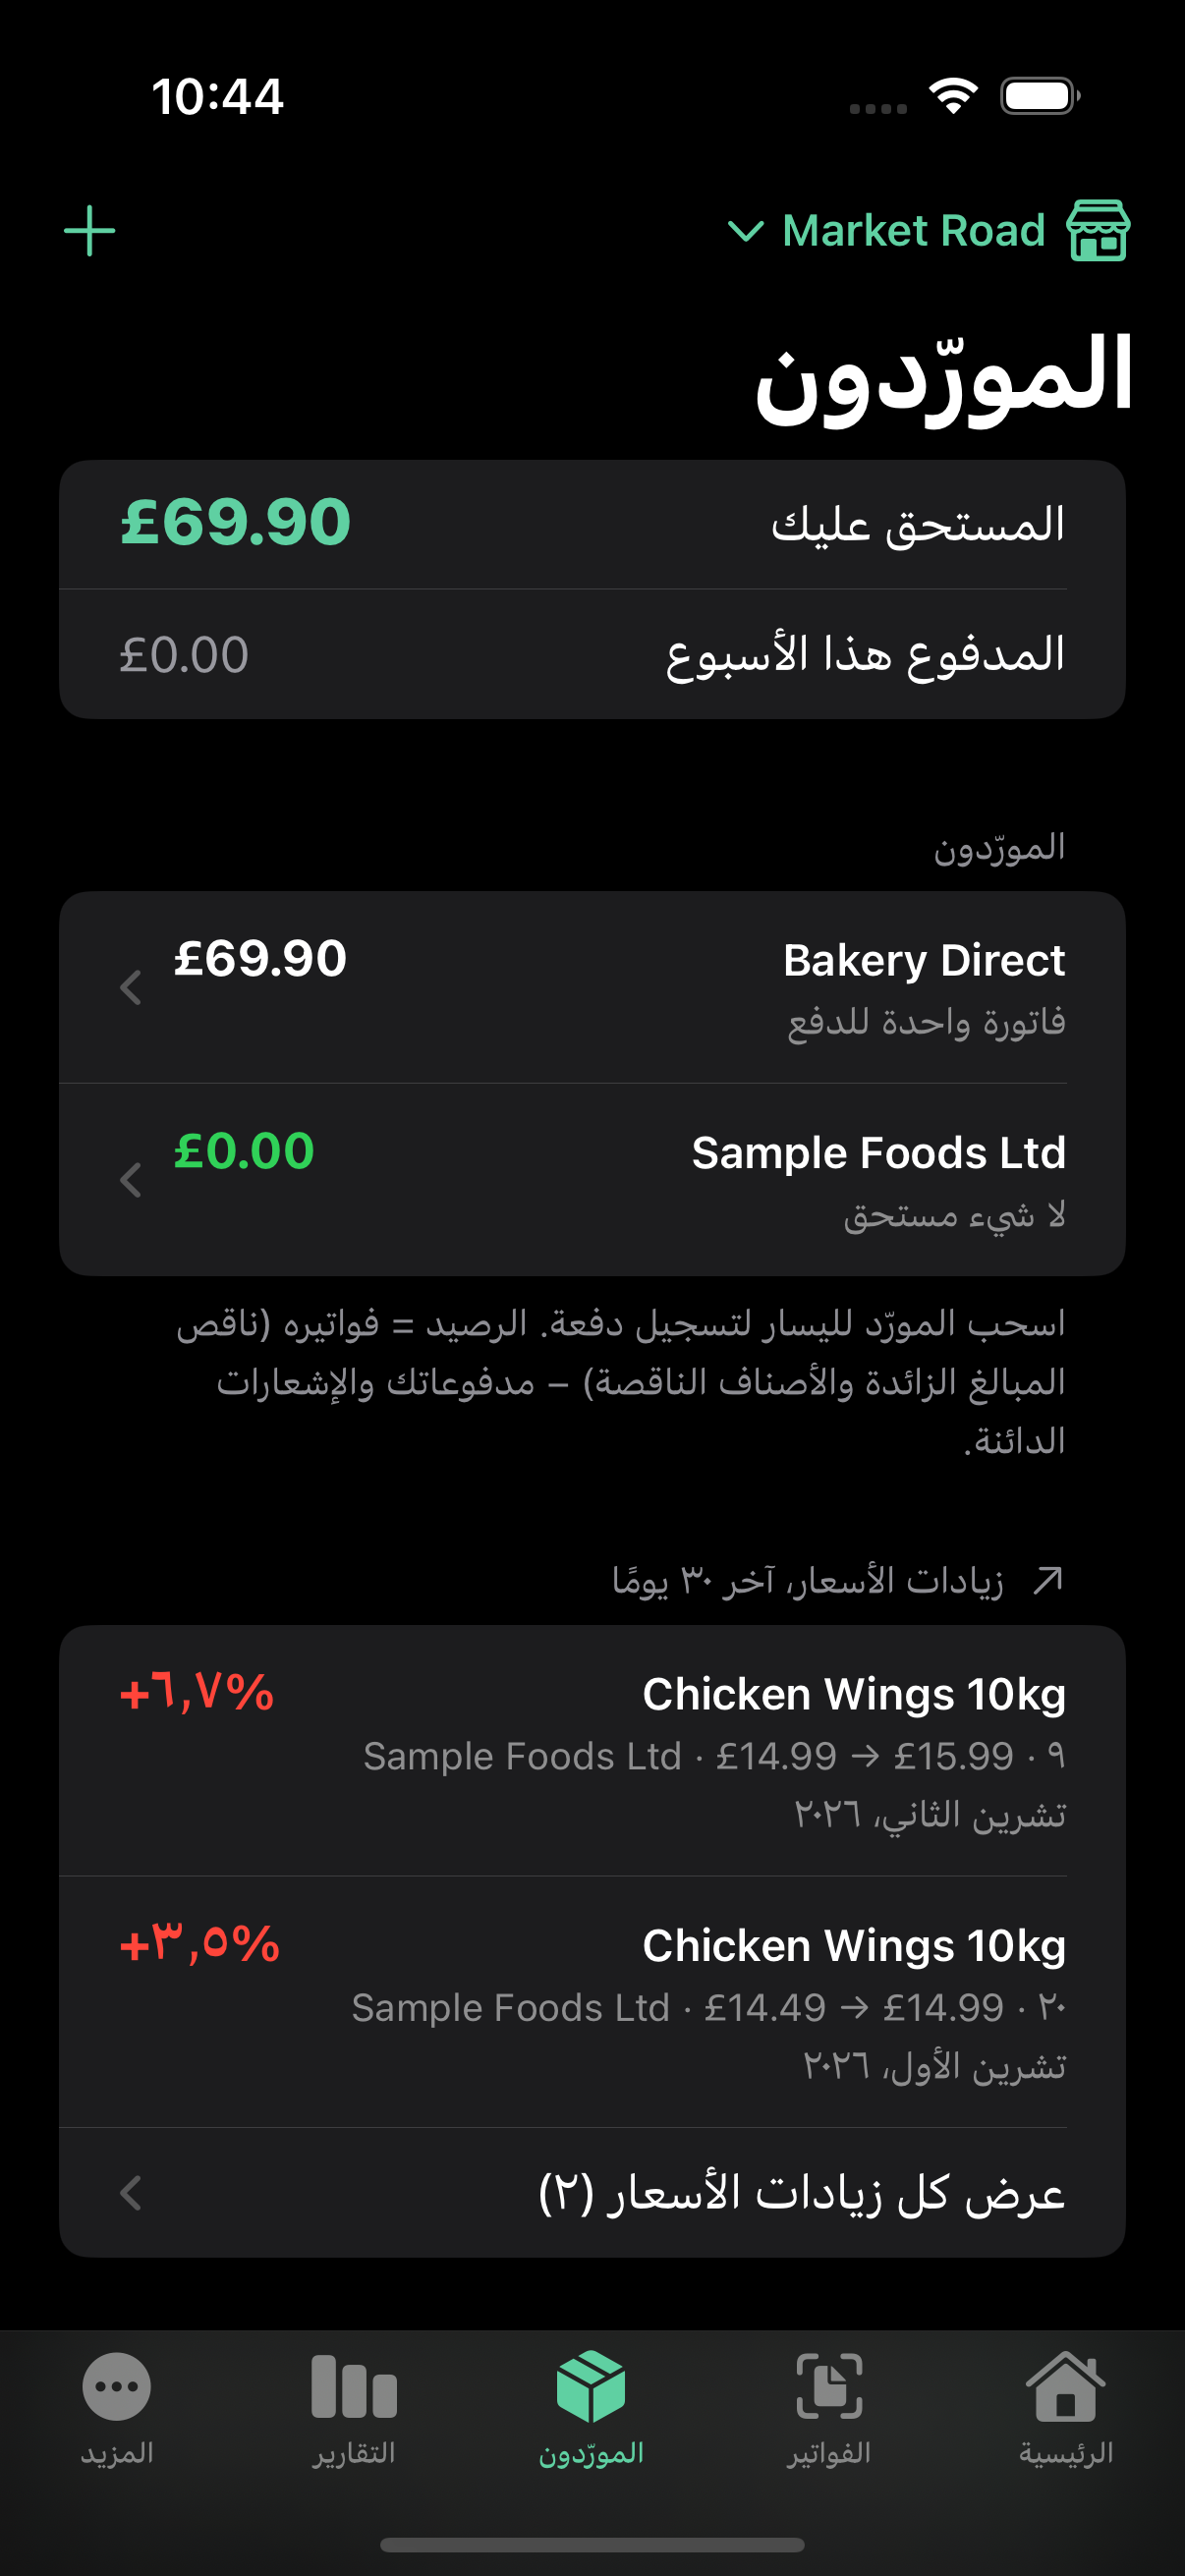 10:44
Market Road
المورّدون
المستحق عليك
£69.90
المدفوع هذا الأسبوع
£0.00
المورّدون
Bakery Direct
£69.90
فاتورة واحدة للدفع
Sample Foods Ltd
£0.00
لا شيء مستحق
اسحب المورّد لليسار لتسجيل دفعة. الرصيد = فواتيره (ناقص
المبالغ الزائدة والأصناف الناقصة) – مدفوعاتك والإشعارات
الدائنة.
زيادات الأسعار، آخر ٣٠ يومًا
Chicken Wings 10kg
+٦,٧%
Sample Foods Ltd · £14.99 → £15.99 · ٩
تشرين الثاني، ٢٠٢٦
Chicken Wings 10kg
+٣,٥%
Sample Foods Ltd · £14.49 → £14.99 · ٢٠
تشرين الأول، ٢٠٢٦
عرض كل زيادات الأسعار (٢)
الرئيسية
الفواتير
المورّدون
التقارير
المزيد